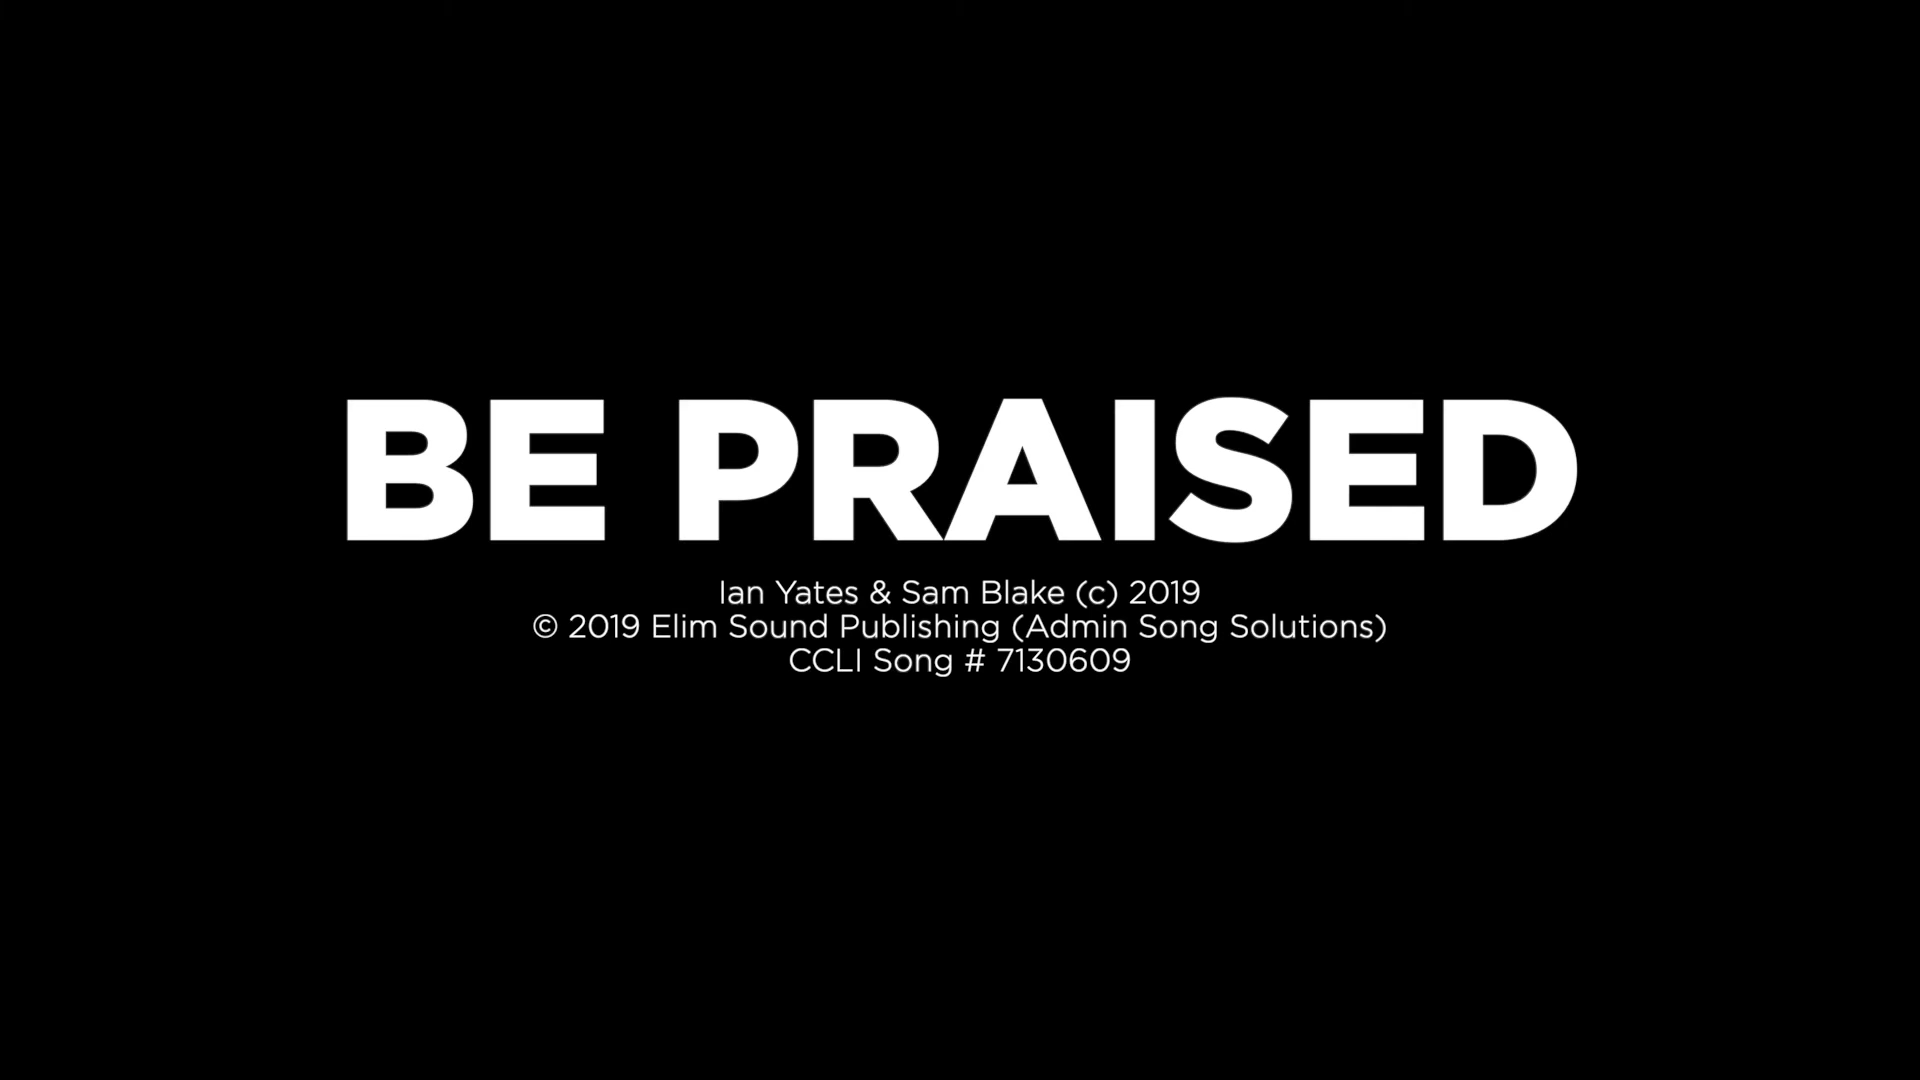 BE PRAISED
Ian Yates & Sam Blake (c) 2019
© 2019 Elim Sound Publishing (Admin Song Solutions)
CCLI Song # 7130609